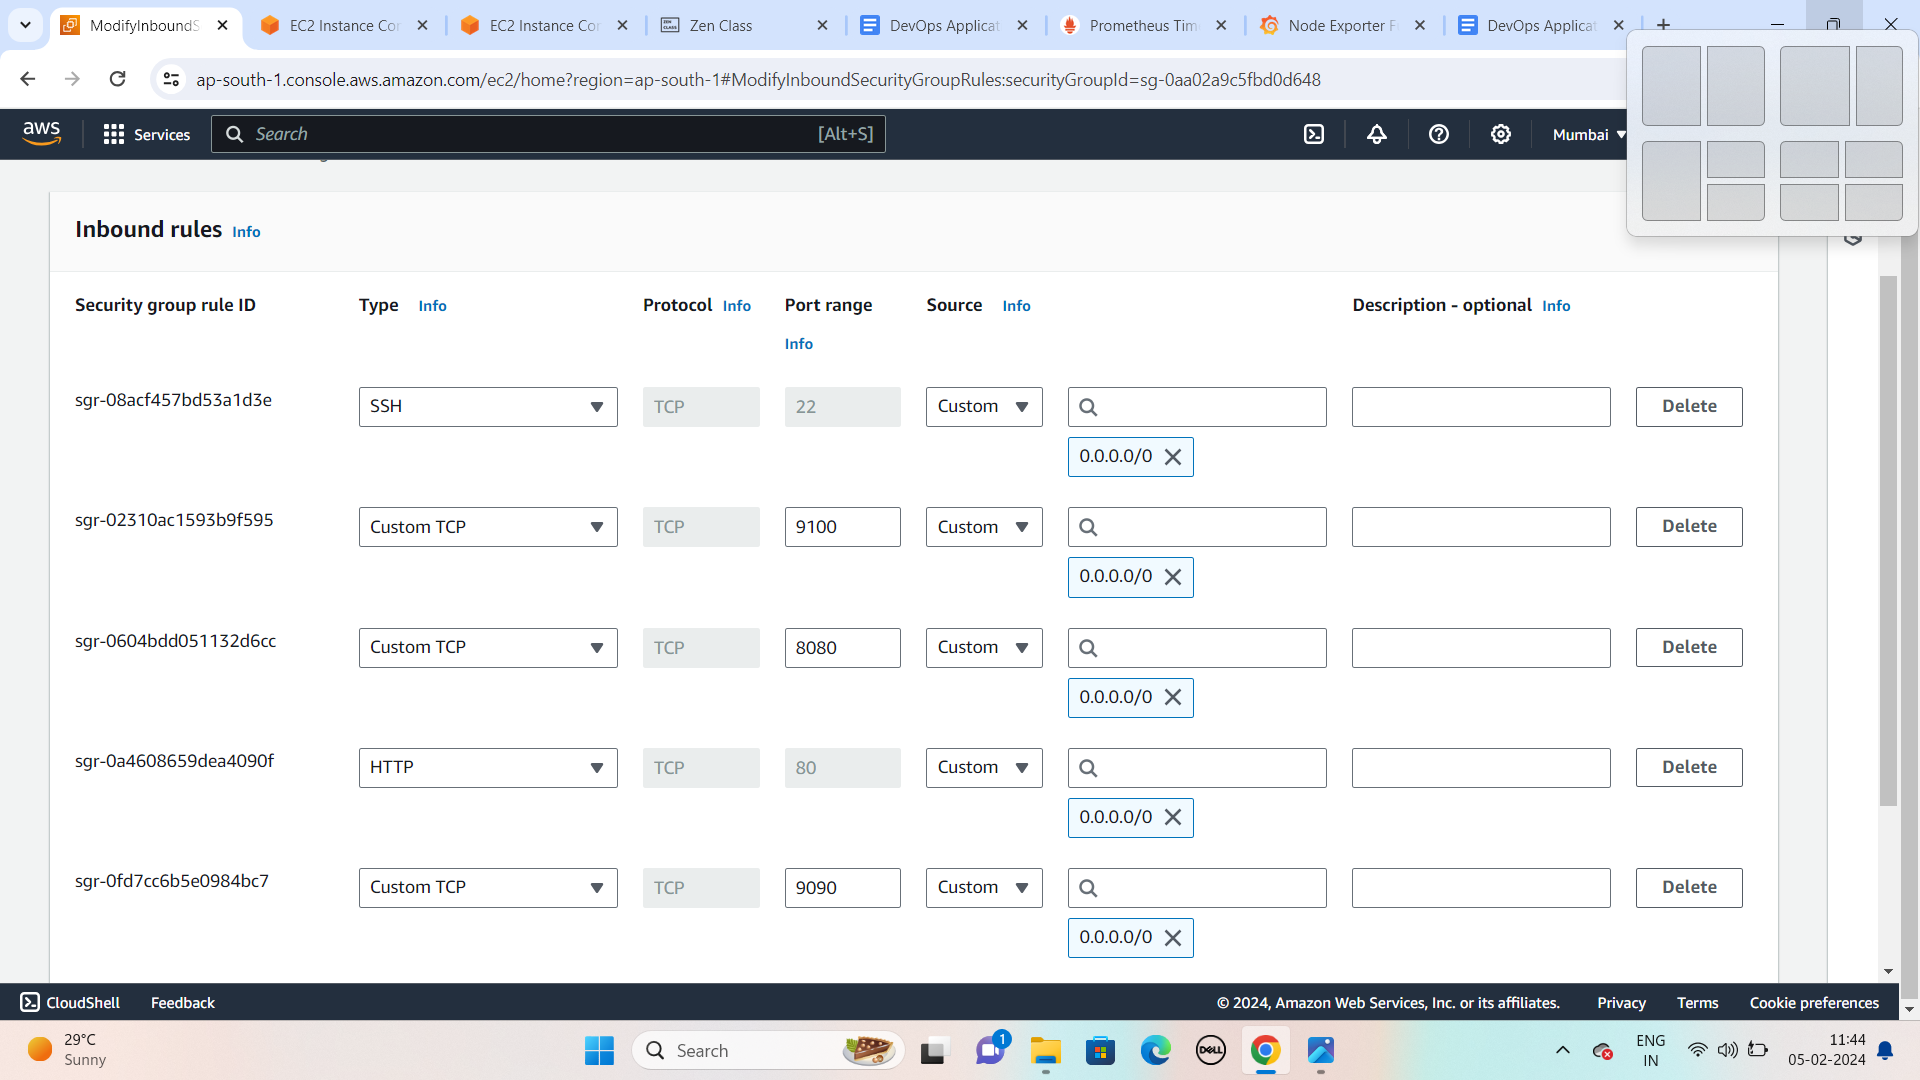 ModifyInboundS
EC2 Instance Cor
EC2 Instance Cor
Zen Class
DevOps Applicat
Prometheus Time
Node Exporter F
DevOps Applicat
ap-south-1.console.aws.amazon.com/ec2/home?region=ap-south-1#ModifyInboundSecurityGroupRules:securityGroupId=sg-0aa02a9c5fbd0d648
aws
Services
Search
[Alt+S]
Mumbai
Inbound rules Info
Security group rule ID
Type Info
Protocol Info
Port range
Info
Source Info
Description - optional Info
sgr-08acf457bd53a1d3e
SSH
TCP
22
Custom
Delete
0.0.0.0/0
sgr-02310ac1593b9f595
Custom TCP
TCP
9100
Custom
Delete
0.0.0.0/0
sgr-0604bdd051132d6cc
Custom TCP
TCP
8080
Custom
Delete
0.0.0.0/0
sgr-0a4608659dea4090f
HTTP
TCP
80
Custom
Delete
0.0.0.0/0
sgr-0fd7cc6b5e0984bc7
Custom TCP
TCP
9090
Custom
Delete
0.0.0.0/0
CloudShell
Feedback
© 2024, Amazon Web Services, Inc. or its affiliates.
Privacy
Terms
Cookie preferences
29°C
Sunny
ZEN CLASS
Search
1
DELL
ENG
IN
11:44
05-02-2024